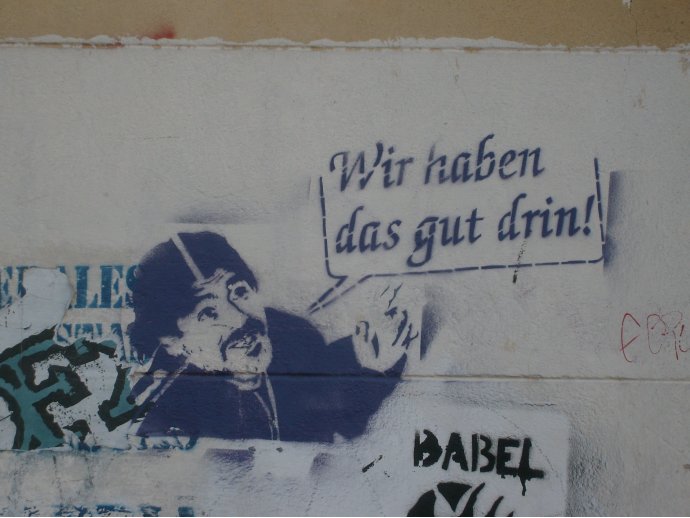 Wir haben
das gut drin!
BABEL